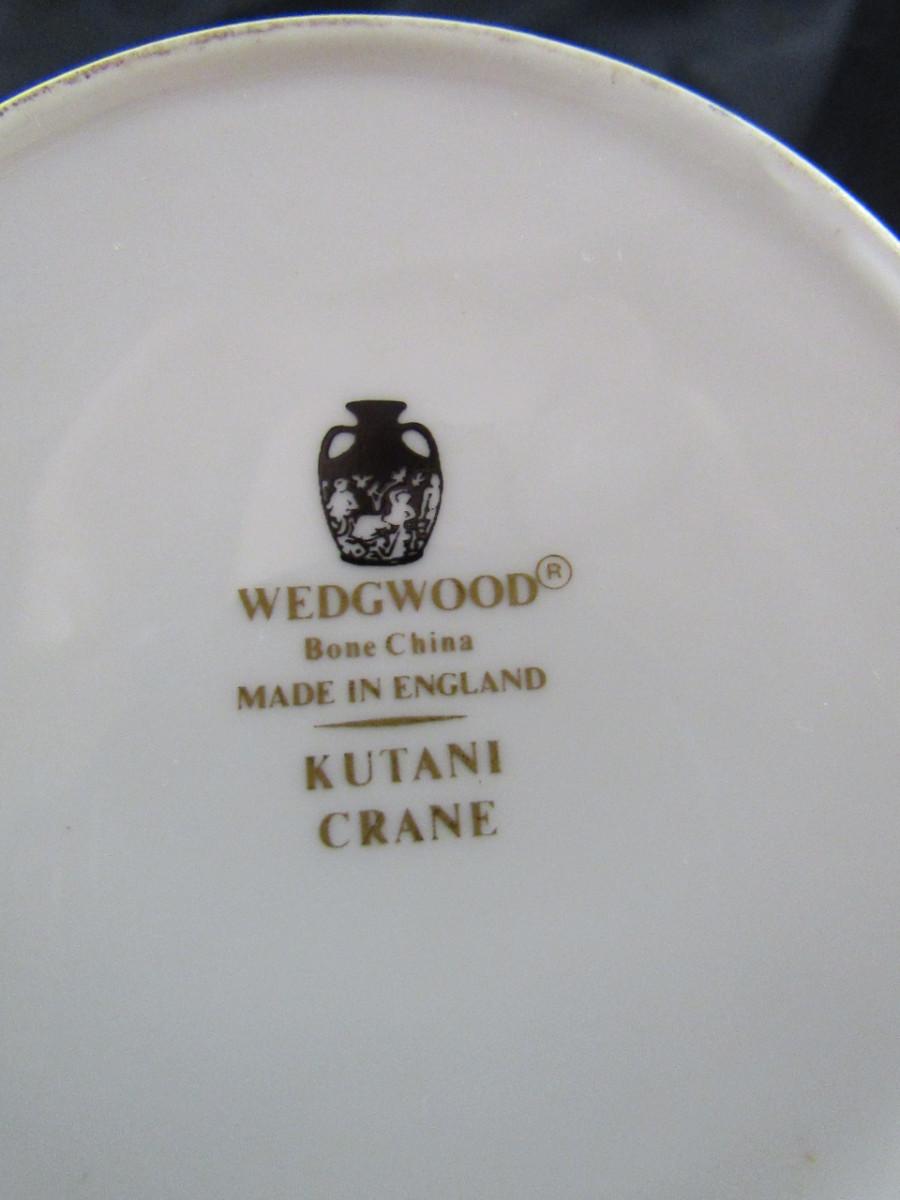 WEDGWOOD®
Bone China
MADE IN ENGLAND
KUTANI
CRANE